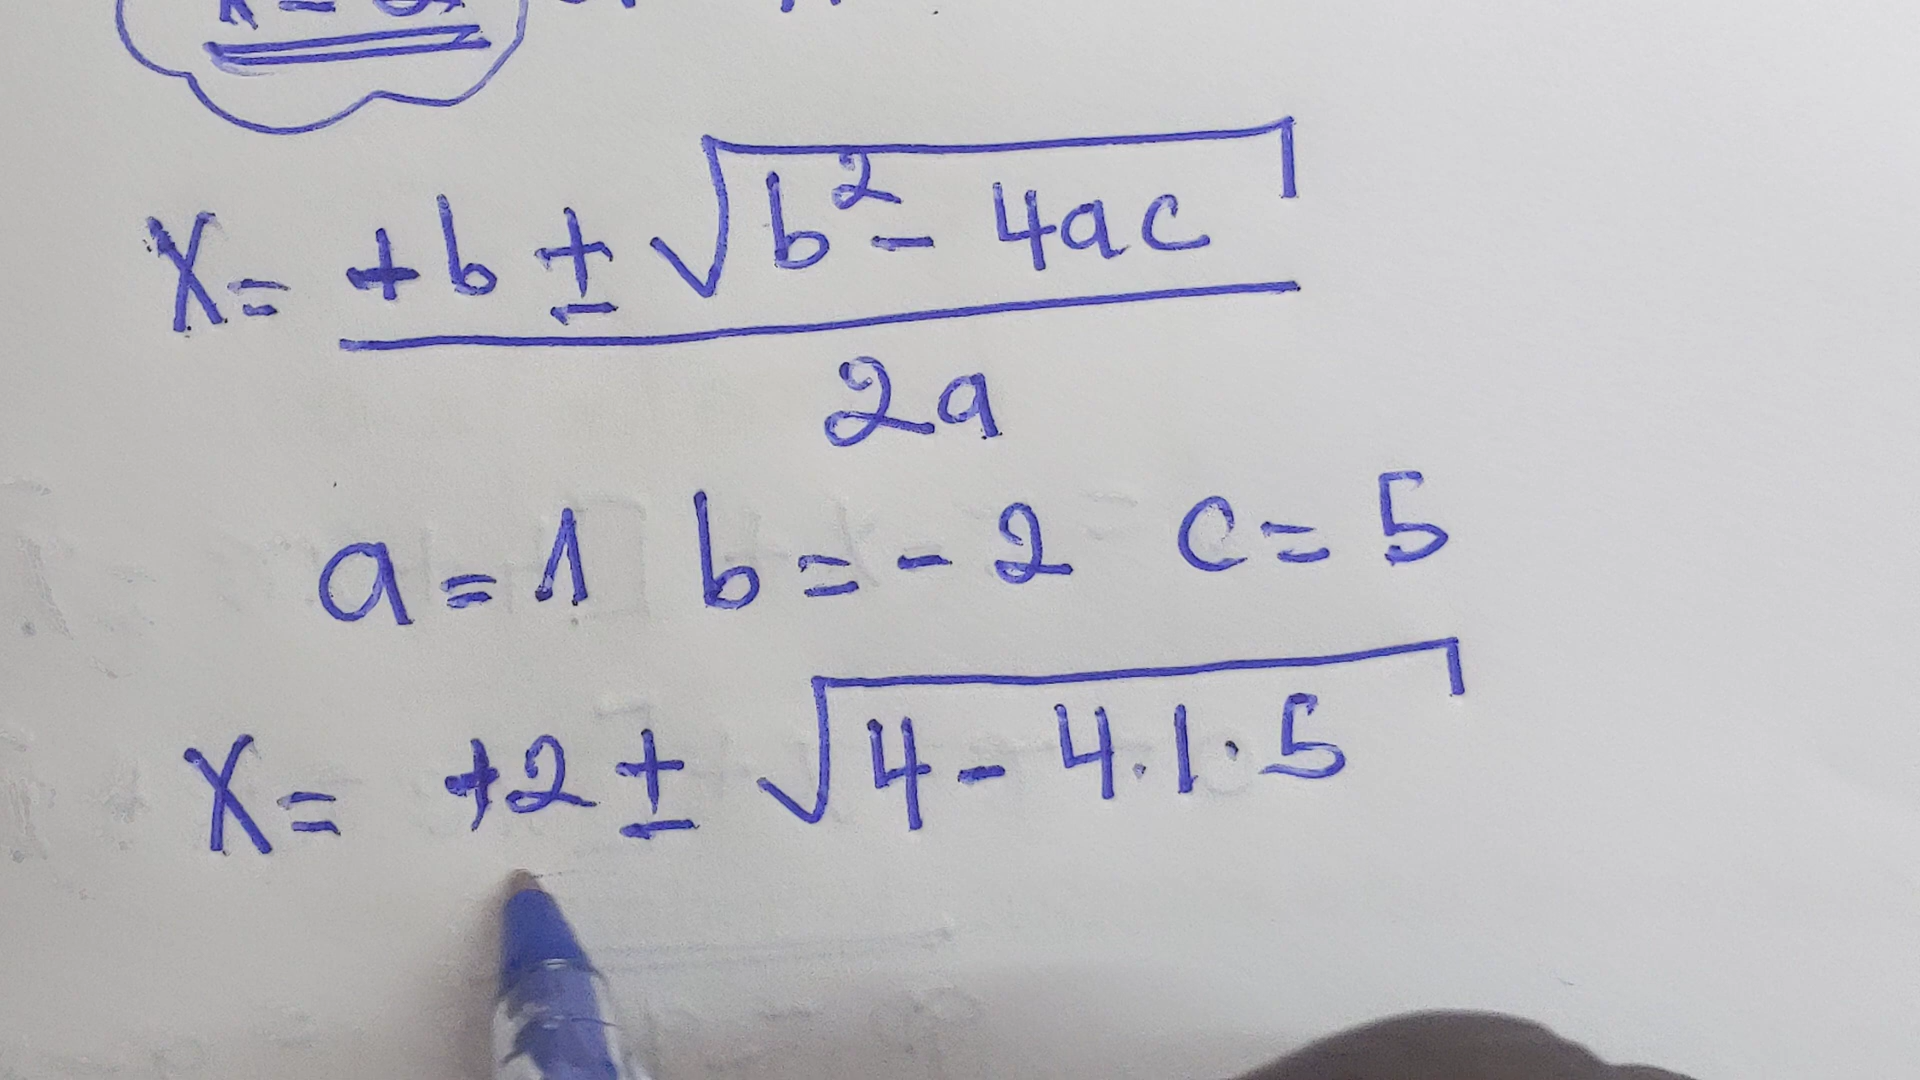 X = +b ± √(b² - 4ac)
2a
a = 1 b = - 2 c = 5
X = +2 ± √(4 - 4.1.5)